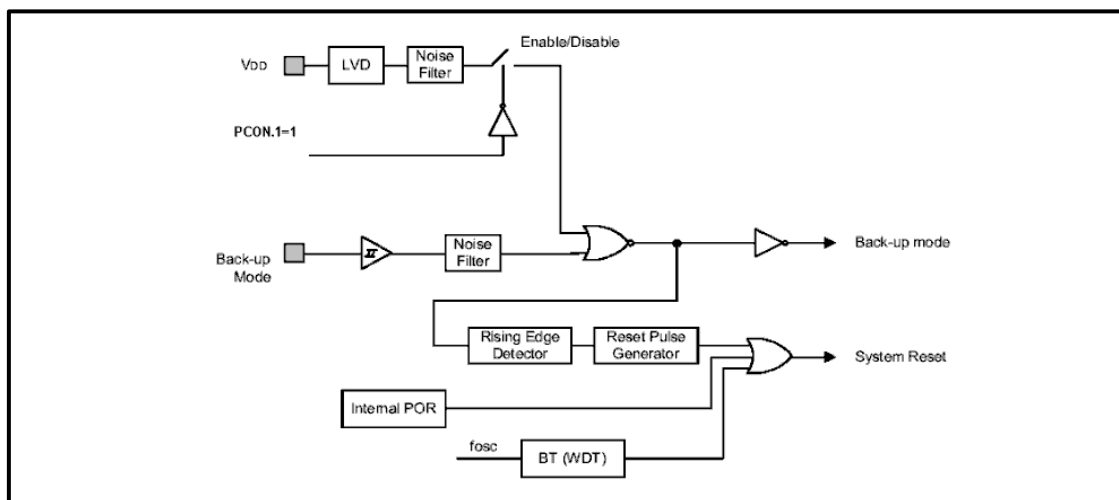 Enable/Disable
VDD
LVD
Noise
Filter
PCON.1=1
Back-up
Mode
Noise
Filter
Back-up mode
Rising Edge
Detector
Reset Pulse
Generator
System Reset
Internal POR
fosc
BT (WDT)